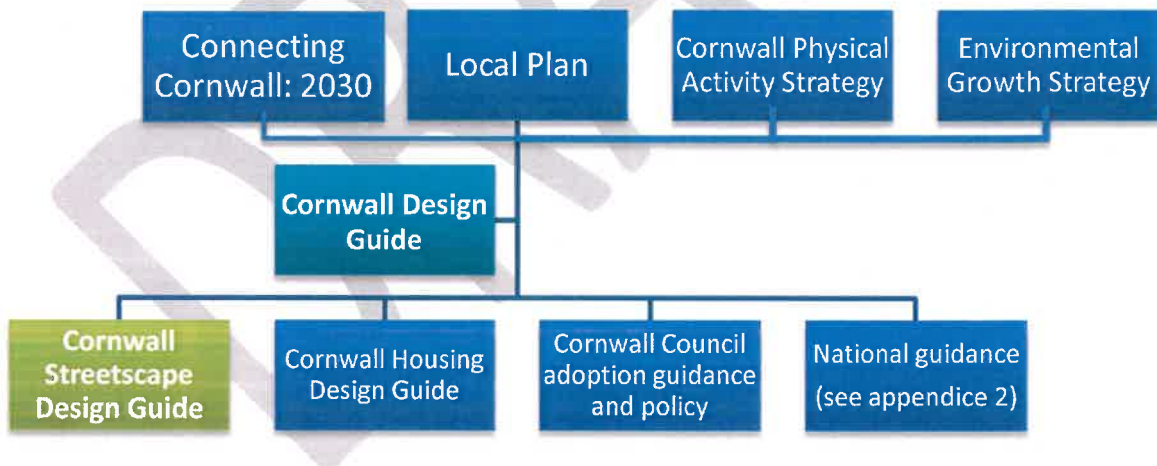 Connecting
Cornwall: 2030
Local Plan
Cornwall Physical
Activity Strategy
Environmental
Growth Strategy
Cornwall Design
Guide
Cornwall
Streetscape
Design Guide
Cornwall Housing
Design Guide
Cornwall Council
adoption guidance
and policy
National guidance
(see appendice 2)